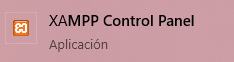 XAMPP Control Panel
Aplicación